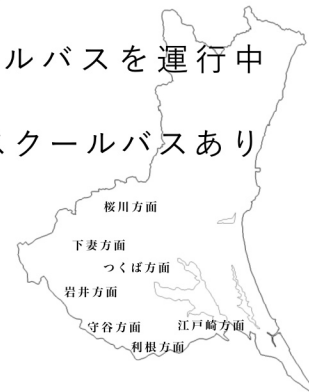 ルバスを運行中
スクールバスあり
桜川方面
下妻方面
つくば方面
岩井方面
守谷方面
江戸崎方面
利根方面